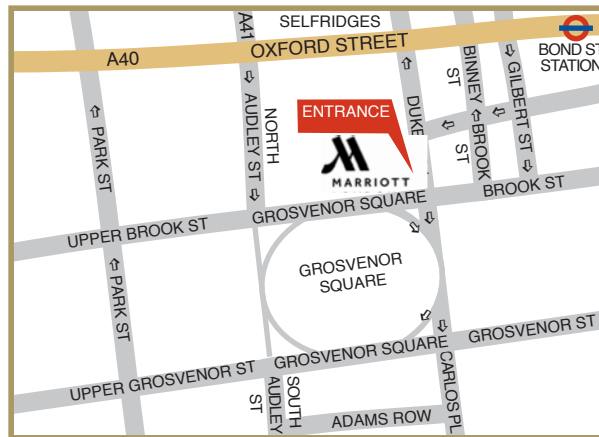 SELFRIDGES
A41
OXFORD STREET
A40
BOND ST
STATION
ENTRANCE
MARRIOTT
NORTH
AUDLEY ST
DUKE
ST
BINNEY
ST
BROOK
GILBERT ST
PARK ST
UPPER BROOK ST
GROSVENOR SQUARE
BROOK ST
GROSVENOR
SQUARE
PARK ST
UPPER GROSVENOR ST
GROSVENOR SQUARE
GROSVENOR ST
SOUTH
AUDLEY
ST
CARLOS PL
ADAMS ROW